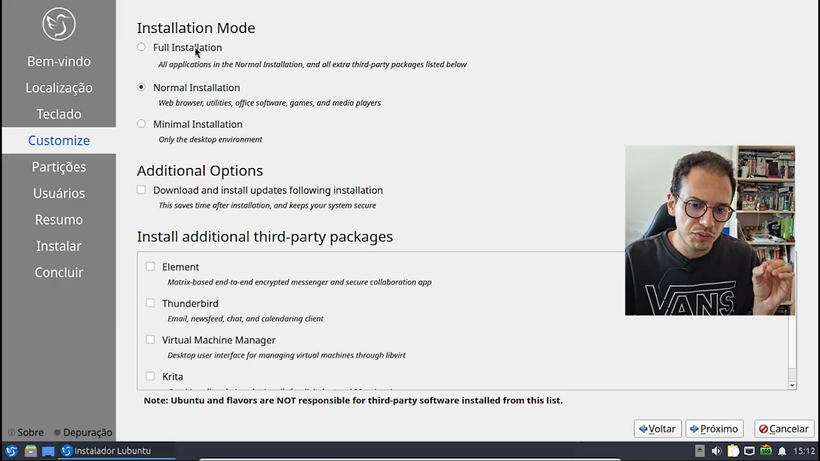 Installation Mode
Full Installation
All applications in the Normal Installation, and all extra third-party packages listed below
Normal Installation
Web browser, utilities, office software, games, and media players
Minimal Installation
Only the desktop environment
Additional Options
Download and install updates following installation
This saves time after installation, and keeps your system secure
Install additional third-party packages
Element
Matrix-based end-to-end encrypted messenger and secure collaboration app
Thunderbird
Email, newsfeed, chat, and calendaring client
Virtual Machine Manager
Desktop user interface for managing virtual machines through libvirt
Krita
Note: Ubuntu and flavors are NOT responsible for third-party software installed from this list.
Bem-vindo
Localização
Teclado
Customize
Partições
Usuários
Resumo
Instalar
Concluir
Sobre
Depuração
Voltar
Próximo
Cancelar
Instalador Lubuntu
15:12
VANS